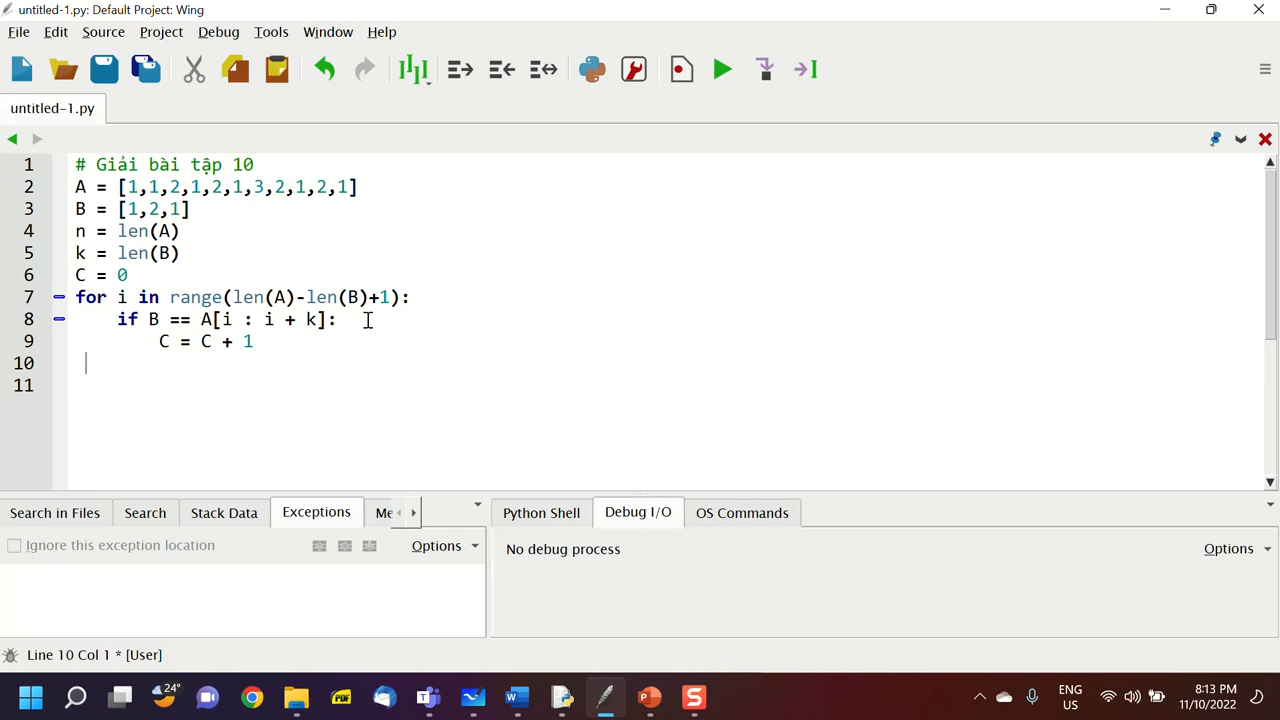 untitled-1.py: Default Project: Wing
File Edit Source Project Debug Tools Window Help
untitled-1.py
1 # Giải bài tập 10
2 A = [1,1,2,1,2,1,3,2,1,2,1]
3 B = [1,2,1]
4 n = len(A)
5 k = len(B)
6 C = 0
7 for i in range(len(A)-len(B)+1):
8 if B == A[i : i + k]:
9 C = C + 1
10
11
Search in Files Search Stack Data Exceptions Me Python Shell Debug I/O OS Commands
Ignore this exception location Options No debug process Options
Line 10 Col 1 * [User]
24° PDF W P S ENG US 8:13 PM 11/10/2022